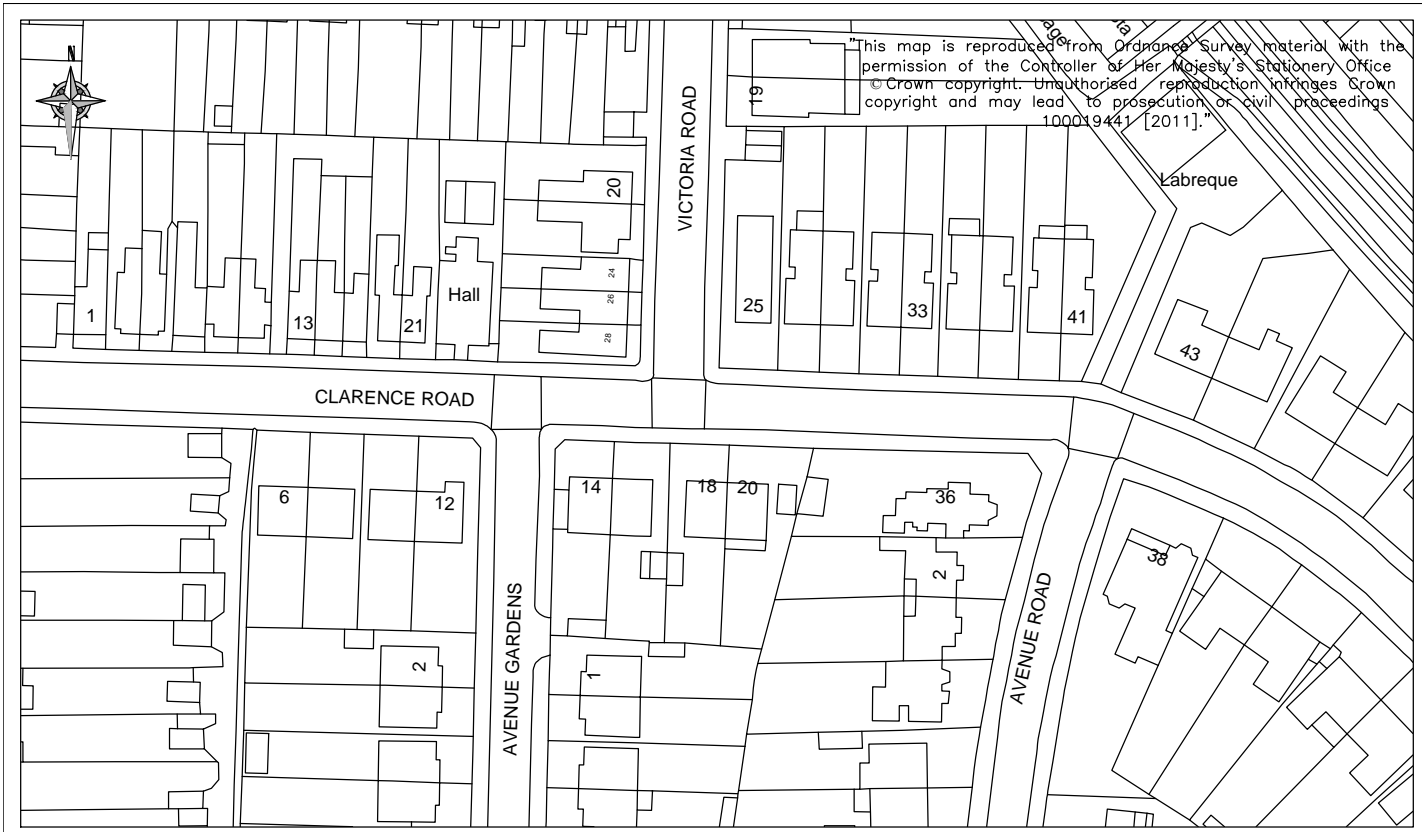 N
age
sta
"This map is reproduced from Ordnance Survey material with the
permission of the Controller of Her Majesty's Stationery Office
© Crown copyright. Unauthorised reproduction infringes Crown
copyright and may lead to prosecution or civil proceedings
100019441 [2011]."
19
VICTORIA ROAD
20
Labreque
24
26
28
Hall
1
13
21
25
33
41
43
CLARENCE ROAD
6
12
14
18
20
36
38
2
AVENUE GARDENS
1
2
AVENUE ROAD